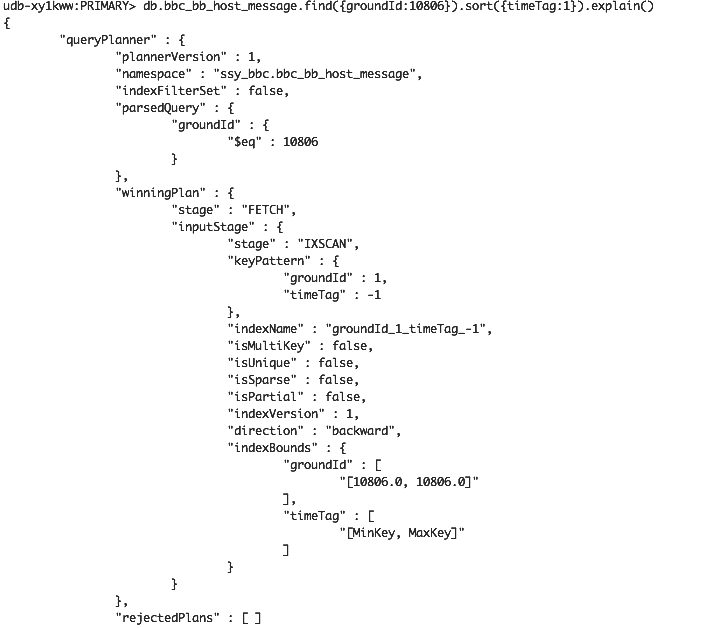 udb-xy1kww:PRIMARY> db.bbc_bb_host_message.find({groundId:10806}).sort({timeTag:1}).explain()
{
"queryPlanner" : {
"plannerVersion" : 1,
"namespace" : "ssy_bbc.bbc_bb_host_message",
"indexFilterSet" : false,
"parsedQuery" : {
"groundId" : {
"$eq" : 10806
}
},
"winningPlan" : {
"stage" : "FETCH",
"inputStage" : {
"stage" : "IXSCAN",
"keyPattern" : {
"groundId" : 1,
"timeTag" : -1
},
"indexName" : "groundId_1_timeTag_-1",
"isMultiKey" : false,
"isUnique" : false,
"isSparse" : false,
"isPartial" : false,
"indexVersion" : 1,
"direction" : "backward",
"indexBounds" : {
"groundId" : [
"[10806.0, 10806.0]"
],
"timeTag" : [
"[MinKey, MaxKey]"
]
}
}
},
"rejectedPlans" : [ ]